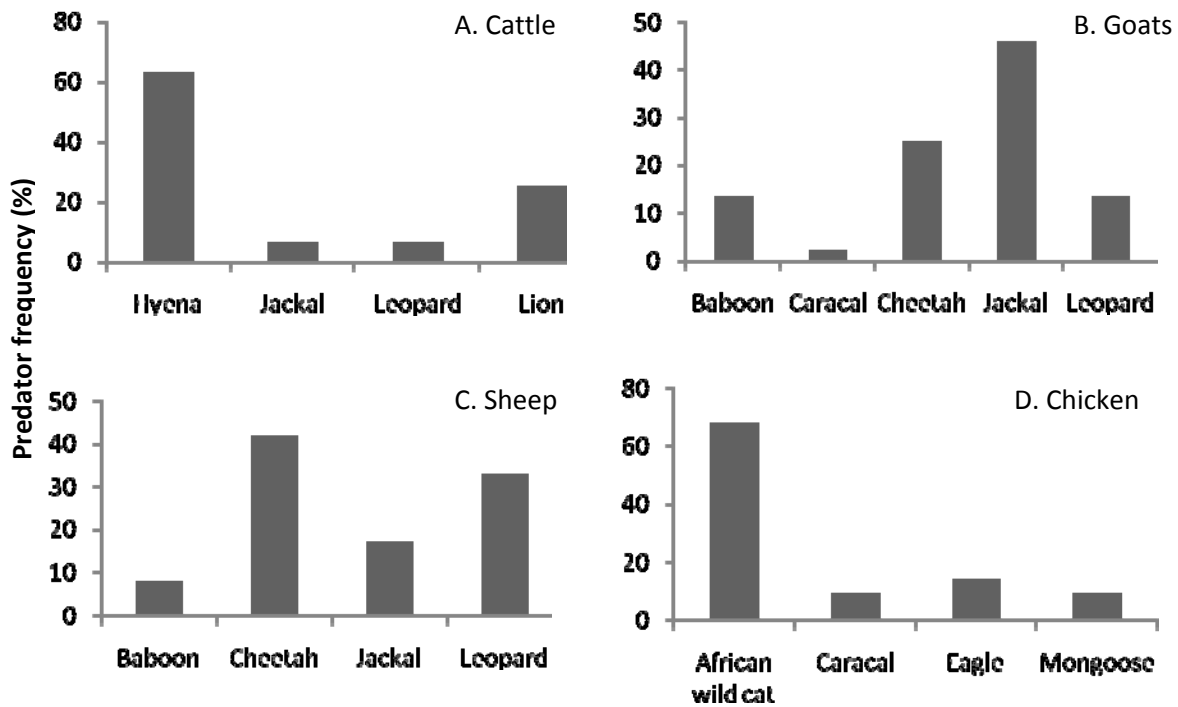 Predator frequency (%)
A. Cattle
80
60
40
20
0
Hyena Jackal Leopard Lion
B. Goats
50
40
30
20
10
0
Baboon Caracal Cheetah Jackal Leopard
C. Sheep
50
40
30
20
10
0
Baboon Cheetah Jackal Leopard
D. Chicken
80
60
40
20
0
African Caracal Eagle Mongoose
wild cat